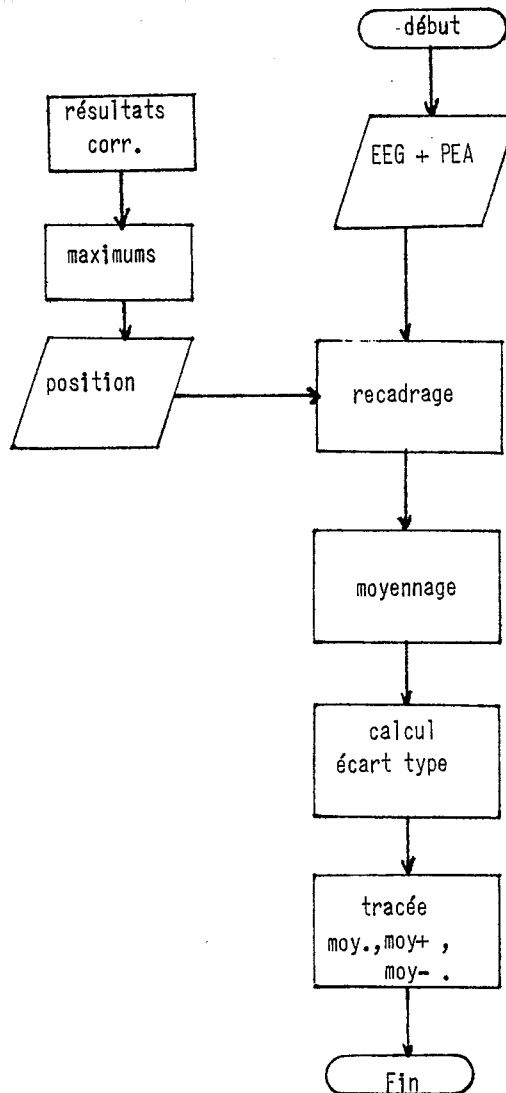 début
résultats
corr.
EEG + PEA
maximums
position
recadrage
moyennage
calcul
écart type
tracée
moy.,moy+ ,
moy- .
Fin